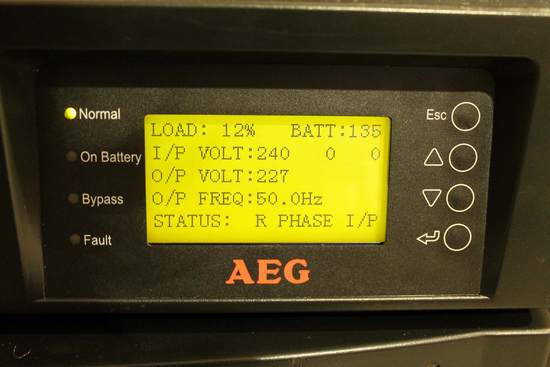 Normal
On Battery
Bypass
Fault
LOAD: 12% BATT:135
I/P VOLT:240 0 0
O/P VOLT:227
O/P FREQ:50.0Hz
STATUS: R PHASE I/P
Esc
AEG